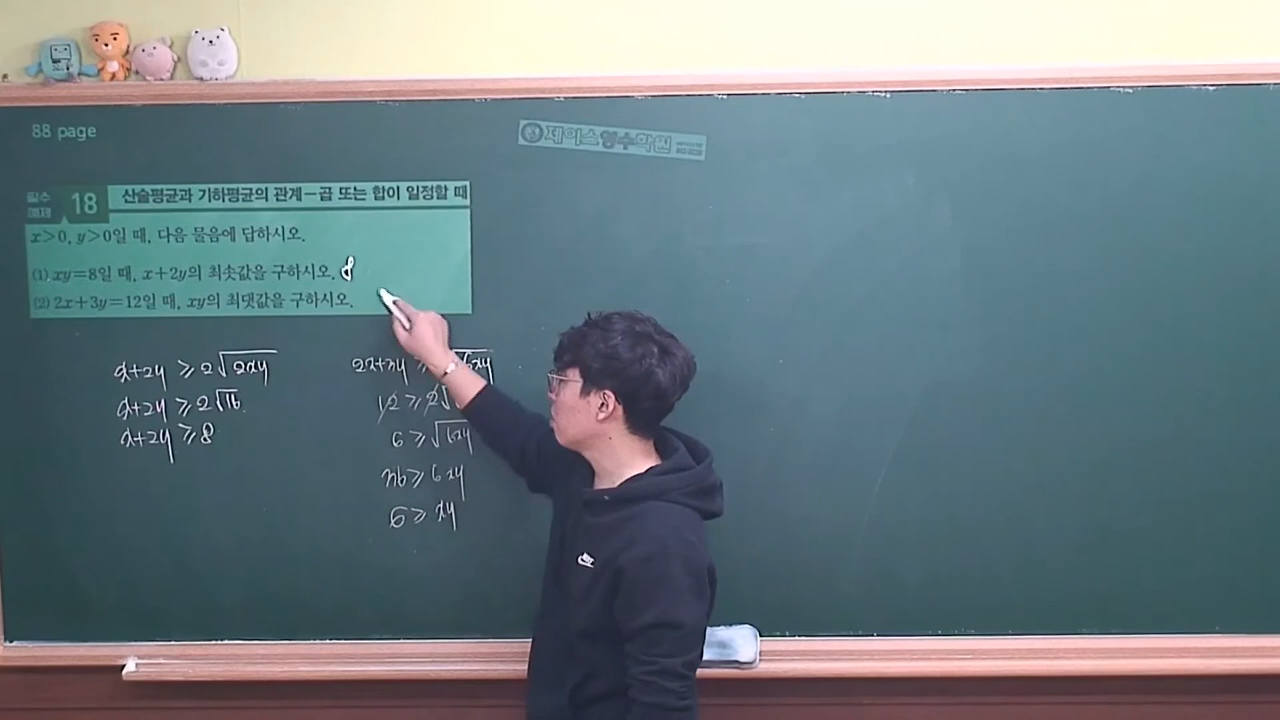 88 page
제이스영수학원
필수
예제
18
산술평균과 기하평균의 관계-곱 또는 합이 일정할 때
x>0, y>0일 때, 다음 물음에 답하시오.
(1) xy=8일 때, x+2y의 최솟값을 구하시오. 8
(2) 2x+3y=12일 때, xy의 최댓값을 구하시오.
x+2y ≥ 2√2xy
x+2y ≥ 2√16
x+2y ≥ 8
2x+3y ≥ √6xy
12 ≥ 2√
6 ≥ √6xy
36 ≥ 6xy
6 ≥ xy